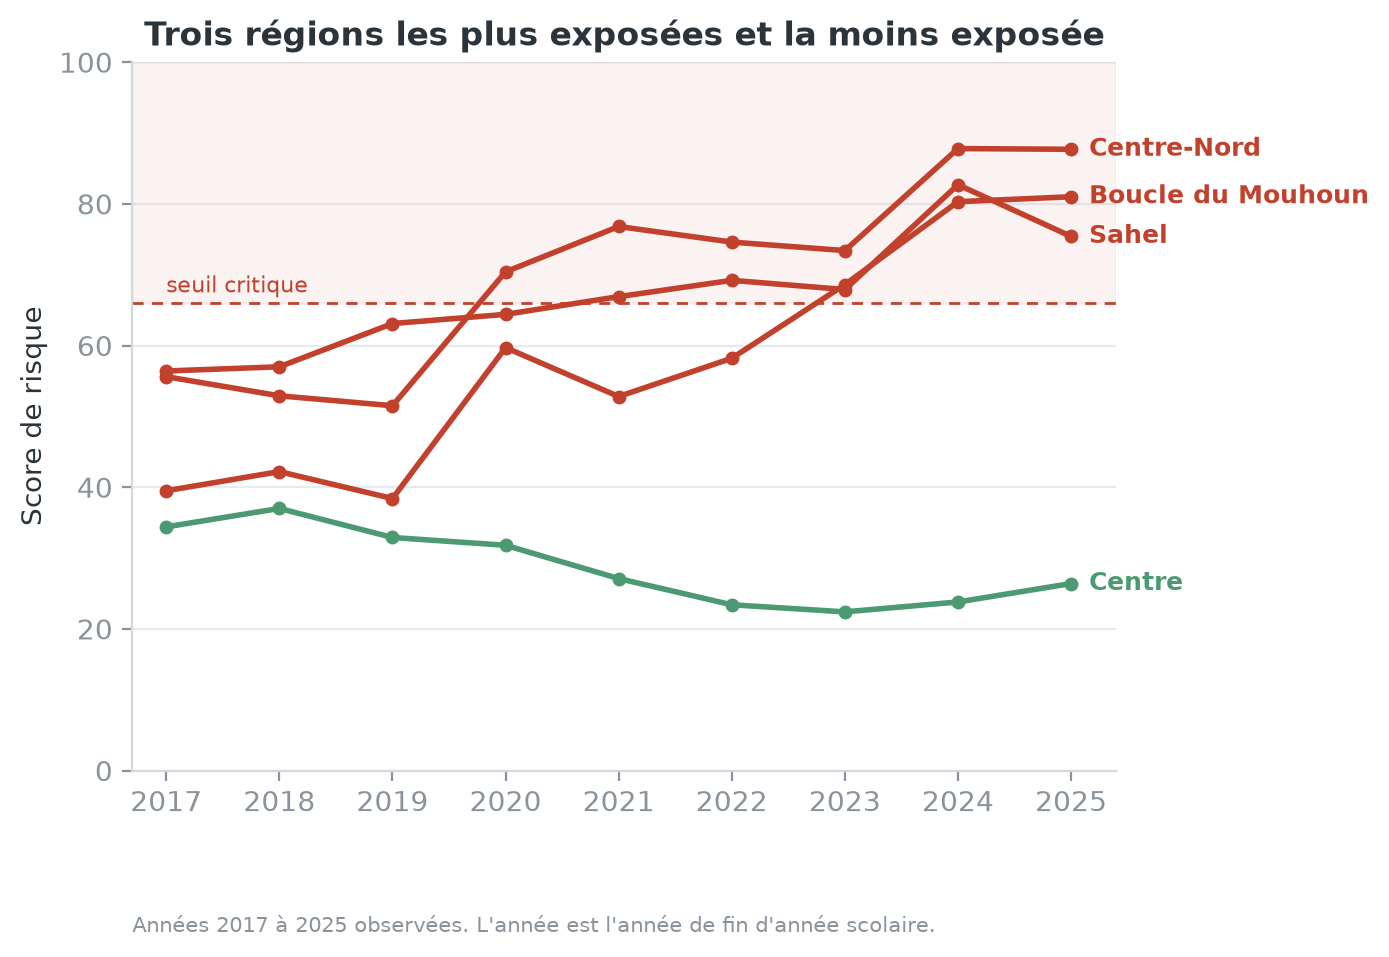 Trois régions les plus exposées et la moins exposée
100
80
60
40
20
0
Score de risque
seuil critique
Centre-Nord
Boucle du Mouhoun
Sahel
Centre
2017 2018 2019 2020 2021 2022 2023 2024 2025
Années 2017 à 2025 observées. L'année est l'année de fin d'année scolaire.